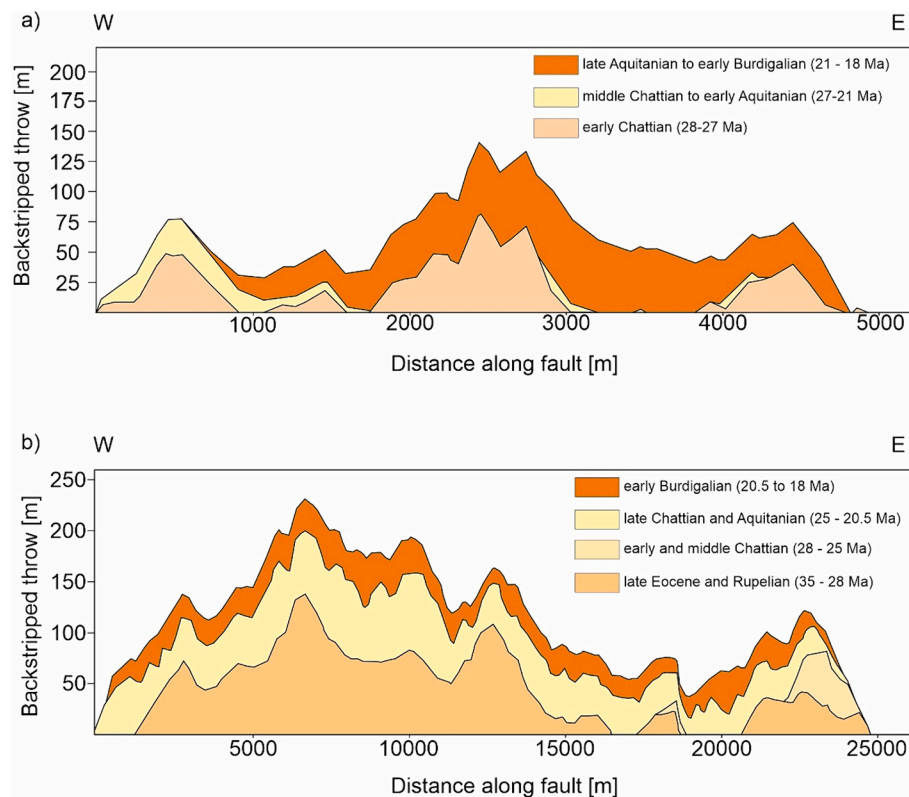 a)
W
E
Backstripped throw [m]
200
175
150
125
100
75
50
25
late Aquitanian to early Burdigalian (21 - 18 Ma)
middle Chattian to early Aquitanian (27-21 Ma)
early Chattian (28-27 Ma)
1000
2000
3000
4000
5000
Distance along fault [m]
b)
W
E
Backstripped throw [m]
250
200
150
100
50
early Burdigalian (20.5 to 18 Ma)
late Chattian and Aquitanian (25 - 20.5 Ma)
early and middle Chattian (28 - 25 Ma)
late Eocene and Rupelian (35 - 28 Ma)
5000
10000
15000
20000
25000
Distance along fault [m]